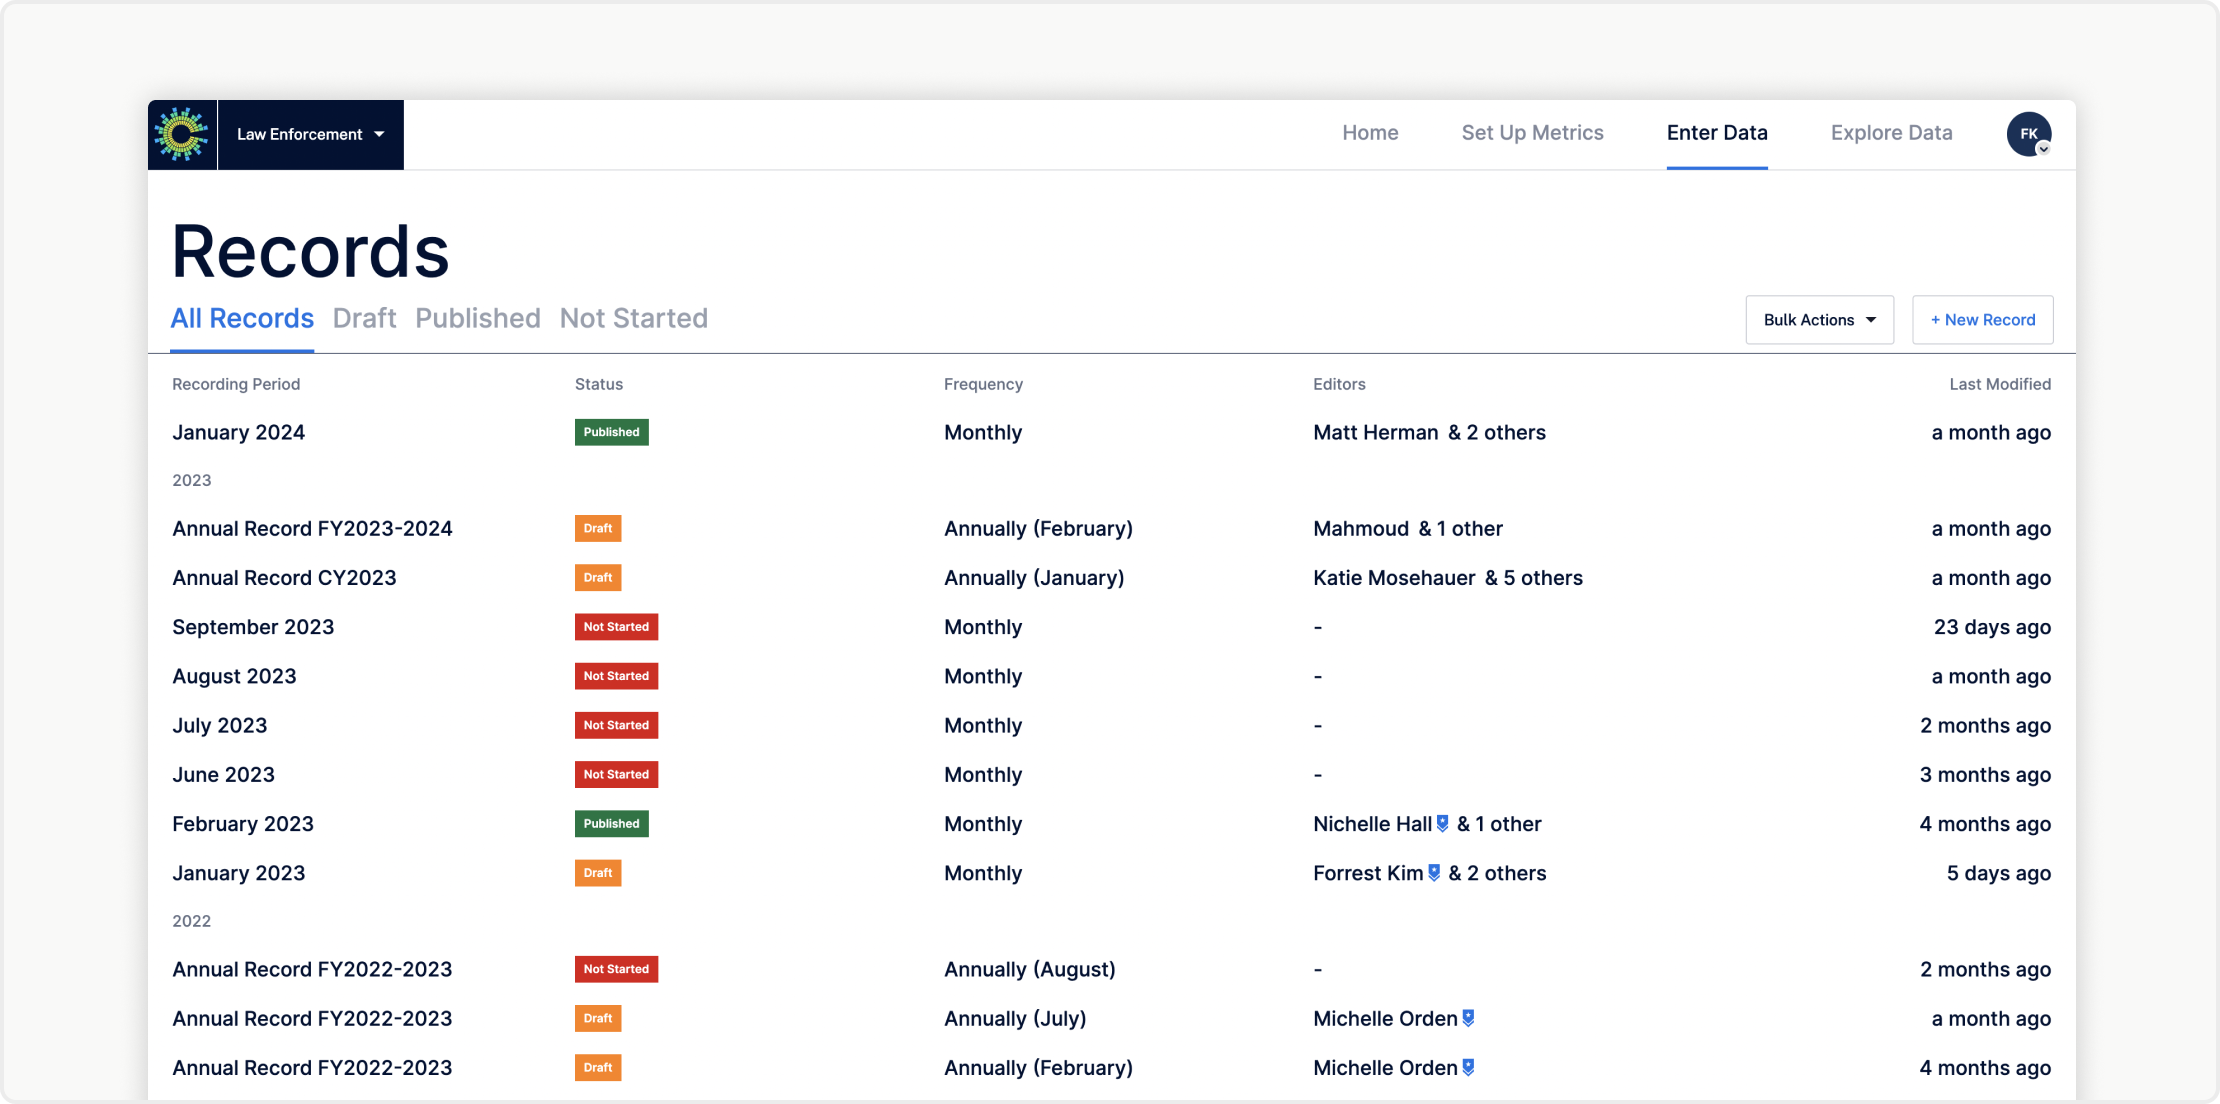 Law Enforcement
Home Set Up Metrics Enter Data Explore Data FK
Records
All Records Draft Published Not Started
Bulk Actions + New Record
Recording Period Status Frequency Editors Last Modified
January 2024 Published Monthly Matt Herman & 2 others a month ago
2023
Annual Record FY2023-2024 Draft Annually (February) Mahmoud & 1 other a month ago
Annual Record CY2023 Draft Annually (January) Katie Mosehauer & 5 others a month ago
September 2023 Not Started Monthly - 23 days ago
August 2023 Not Started Monthly - a month ago
July 2023 Not Started Monthly - 2 months ago
June 2023 Not Started Monthly - 3 months ago
February 2023 Published Monthly Nichelle Hall & 1 other 4 months ago
January 2023 Draft Monthly Forrest Kim & 2 others 5 days ago
2022
Annual Record FY2022-2023 Not Started Annually (August) - 2 months ago
Annual Record FY2022-2023 Draft Annually (July) Michelle Orden a month ago
Annual Record FY2022-2023 Draft Annually (February) Michelle Orden 4 months ago